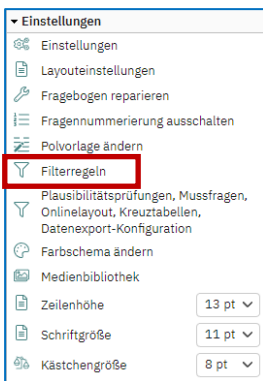 Einstellungen
Einstellungen
Layouteinstellungen
Fragebogen reparieren
Fragennummerierung ausschalten
Polvorlage ändern
Filterregeln
Plausibilitätsprüfungen, Mussfragen,
Onlinelayout, Kreuztabellen,
Datenexport-Konfiguration
Farbschema ändern
Medienbibliothek
Zeilenhöhe 13 pt
Schriftgröße 11 pt
Kästchengröße 8 pt